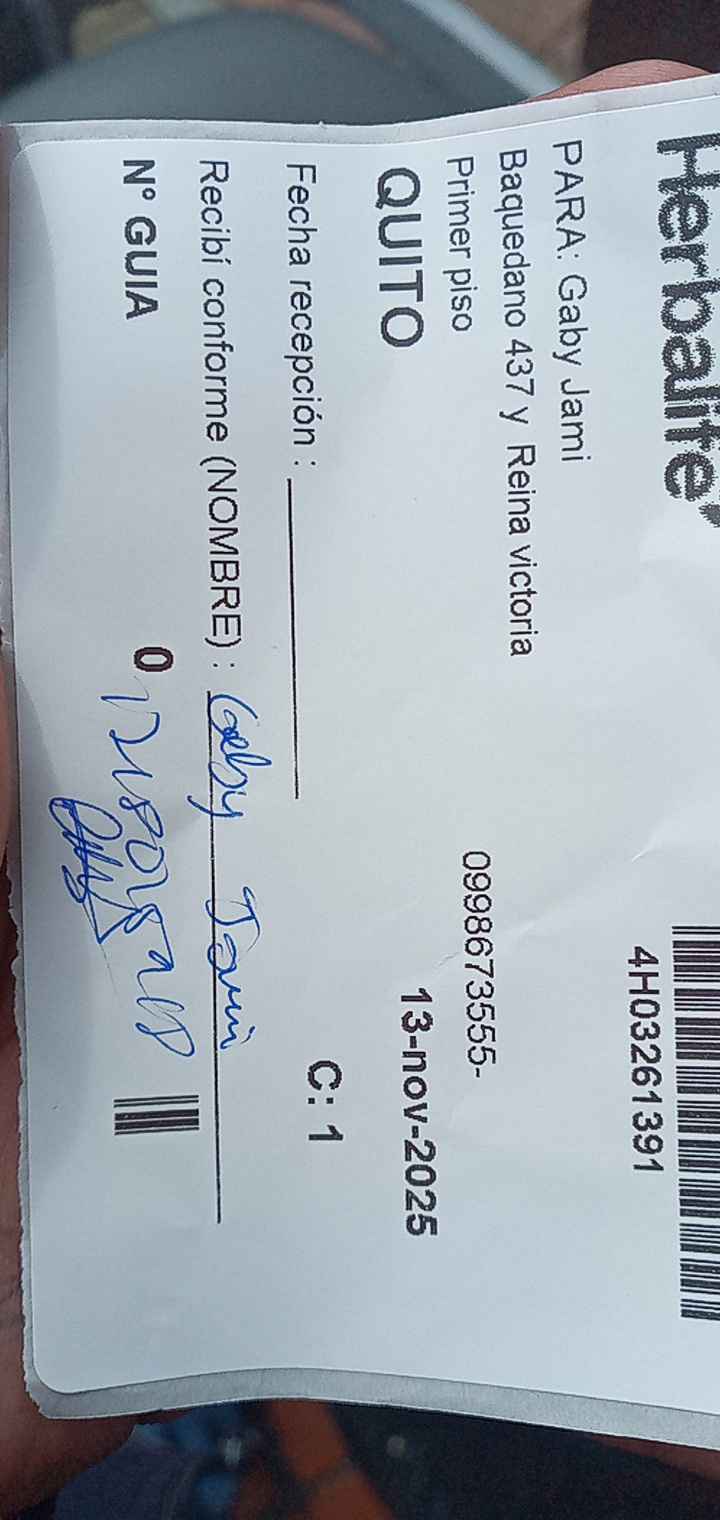 Herbalife
4H03261391
PARA: Gaby Jami
Baquedano 437 y Reina victoria
Primer piso
0998673555-
QUITO
13-nov-2025
Fecha recepción :
C: 1
Recibí conforme (NOMBRE) : Gaby Jami
N° GUIA 0